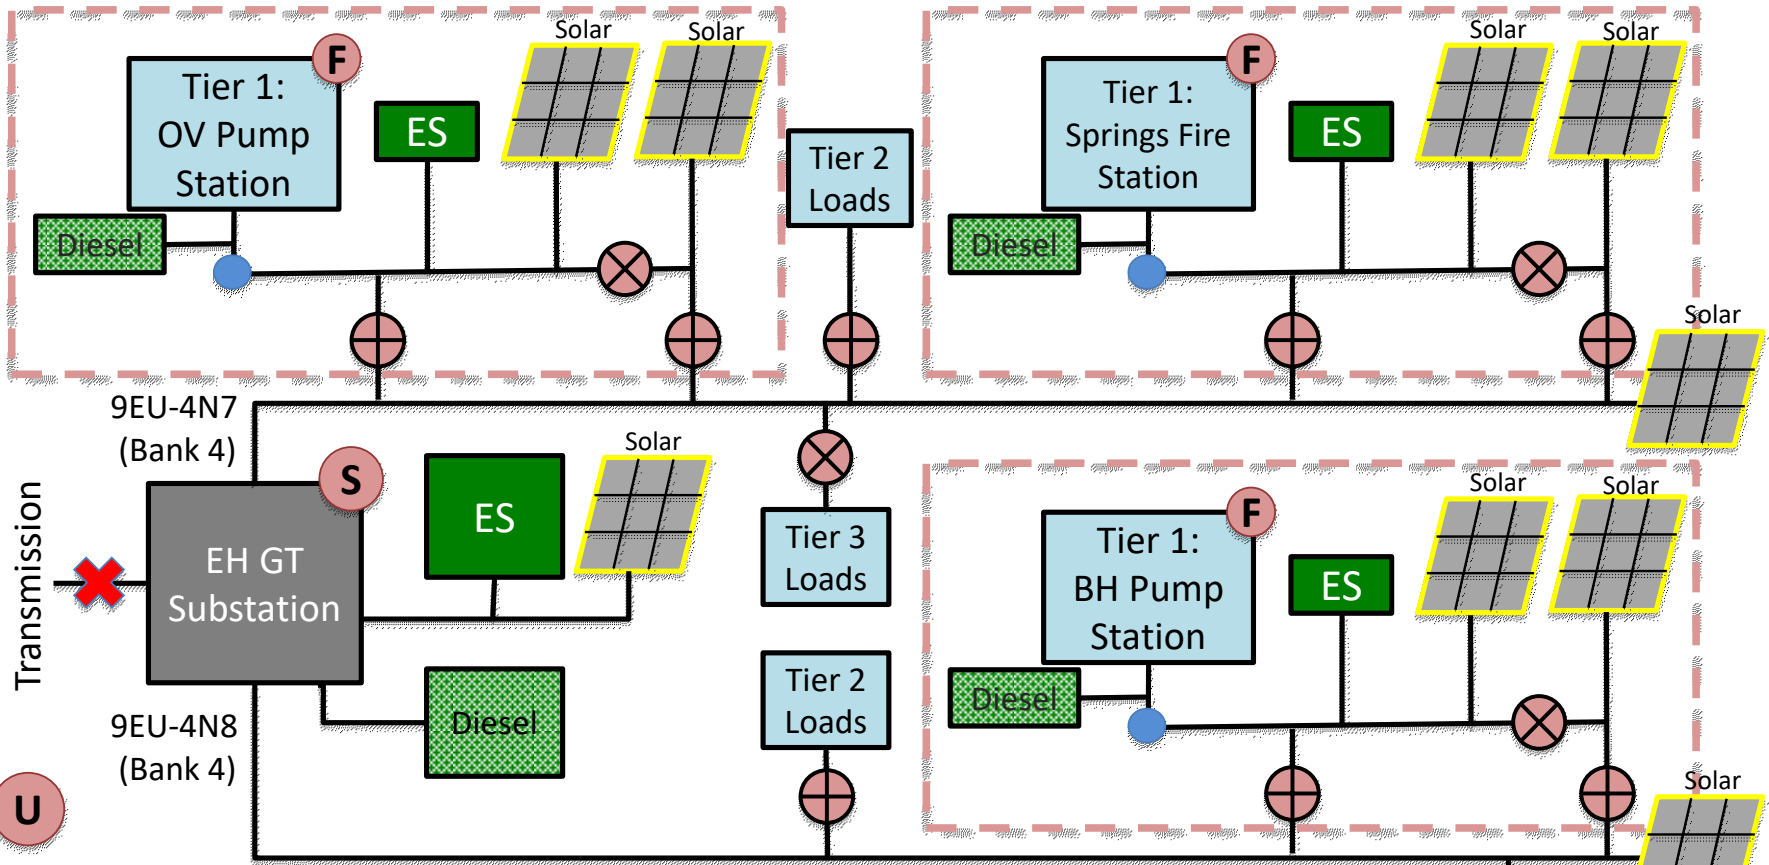 Solar
Solar
F
Tier 1:
OV Pump
Station
ES
Diesel
Tier 2
Loads
Solar
Solar
F
Tier 1:
Springs Fire
Station
ES
Diesel
Solar
9EU-4N7
(Bank 4)
Transmission
S
EH GT
Substation
ES
Solar
Diesel
9EU-4N8
(Bank 4)
U
Tier 3
Loads
Tier 2
Loads
Solar
Solar
F
Tier 1:
BH Pump
Station
ES
Diesel
Solar